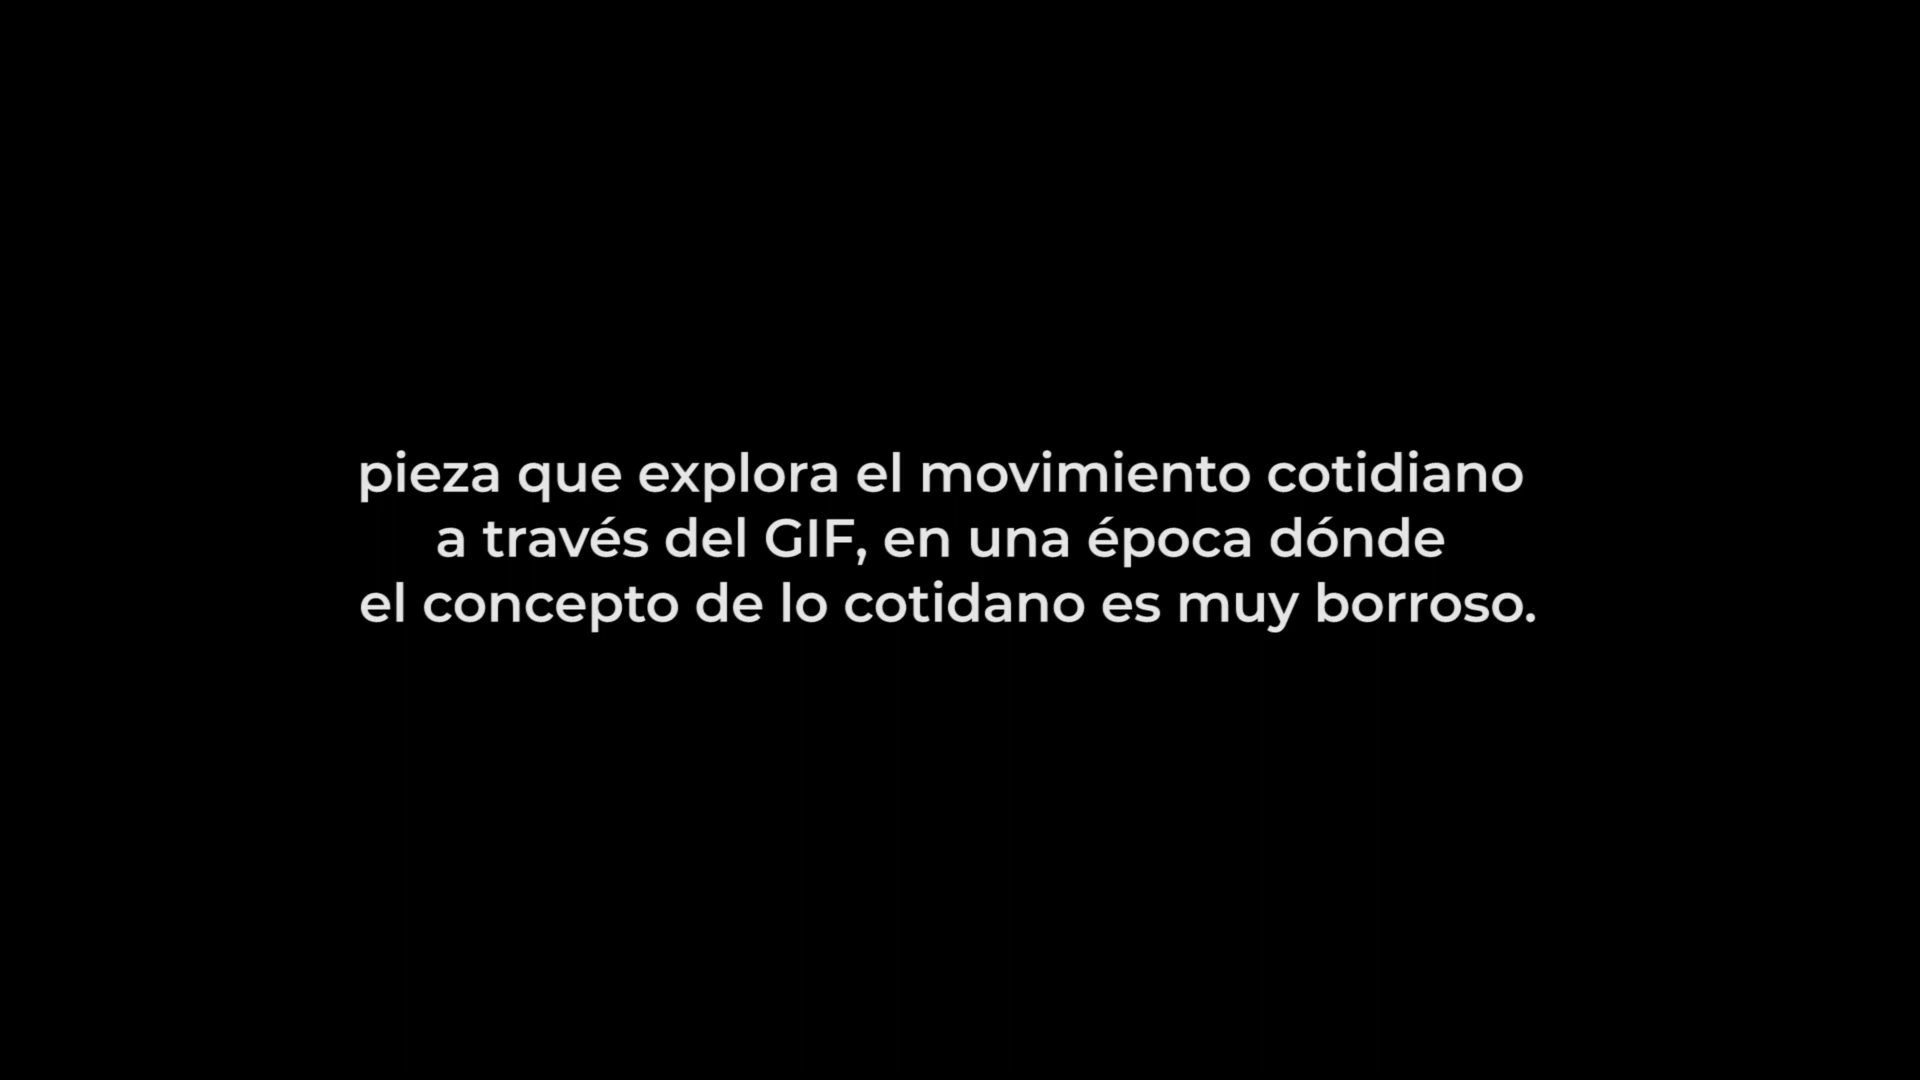 pieza que explora el movimiento cotidiano
a través del GIF, en una época dónde
el concepto de lo cotidano es muy borroso.